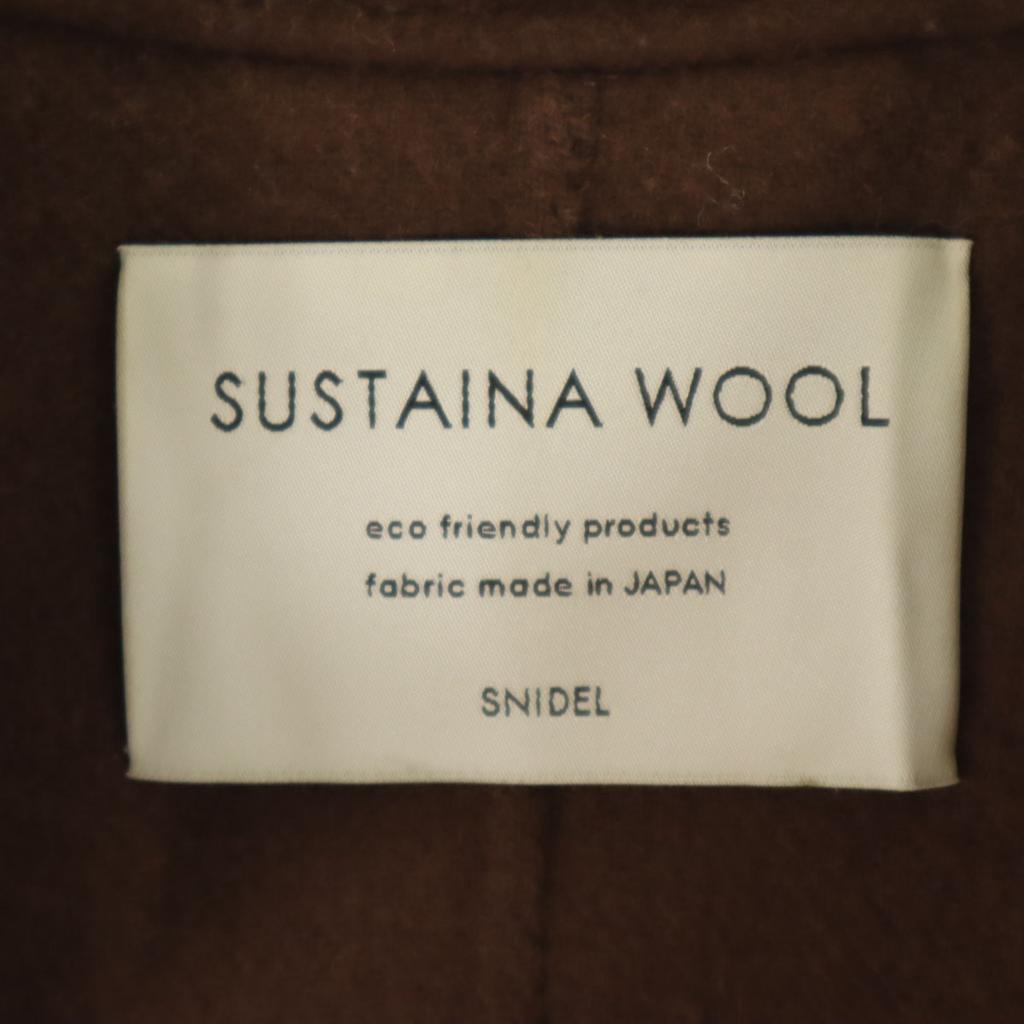 SUSTAINA WOOL
eco friendly products
fabric made in JAPAN
SNIDEL